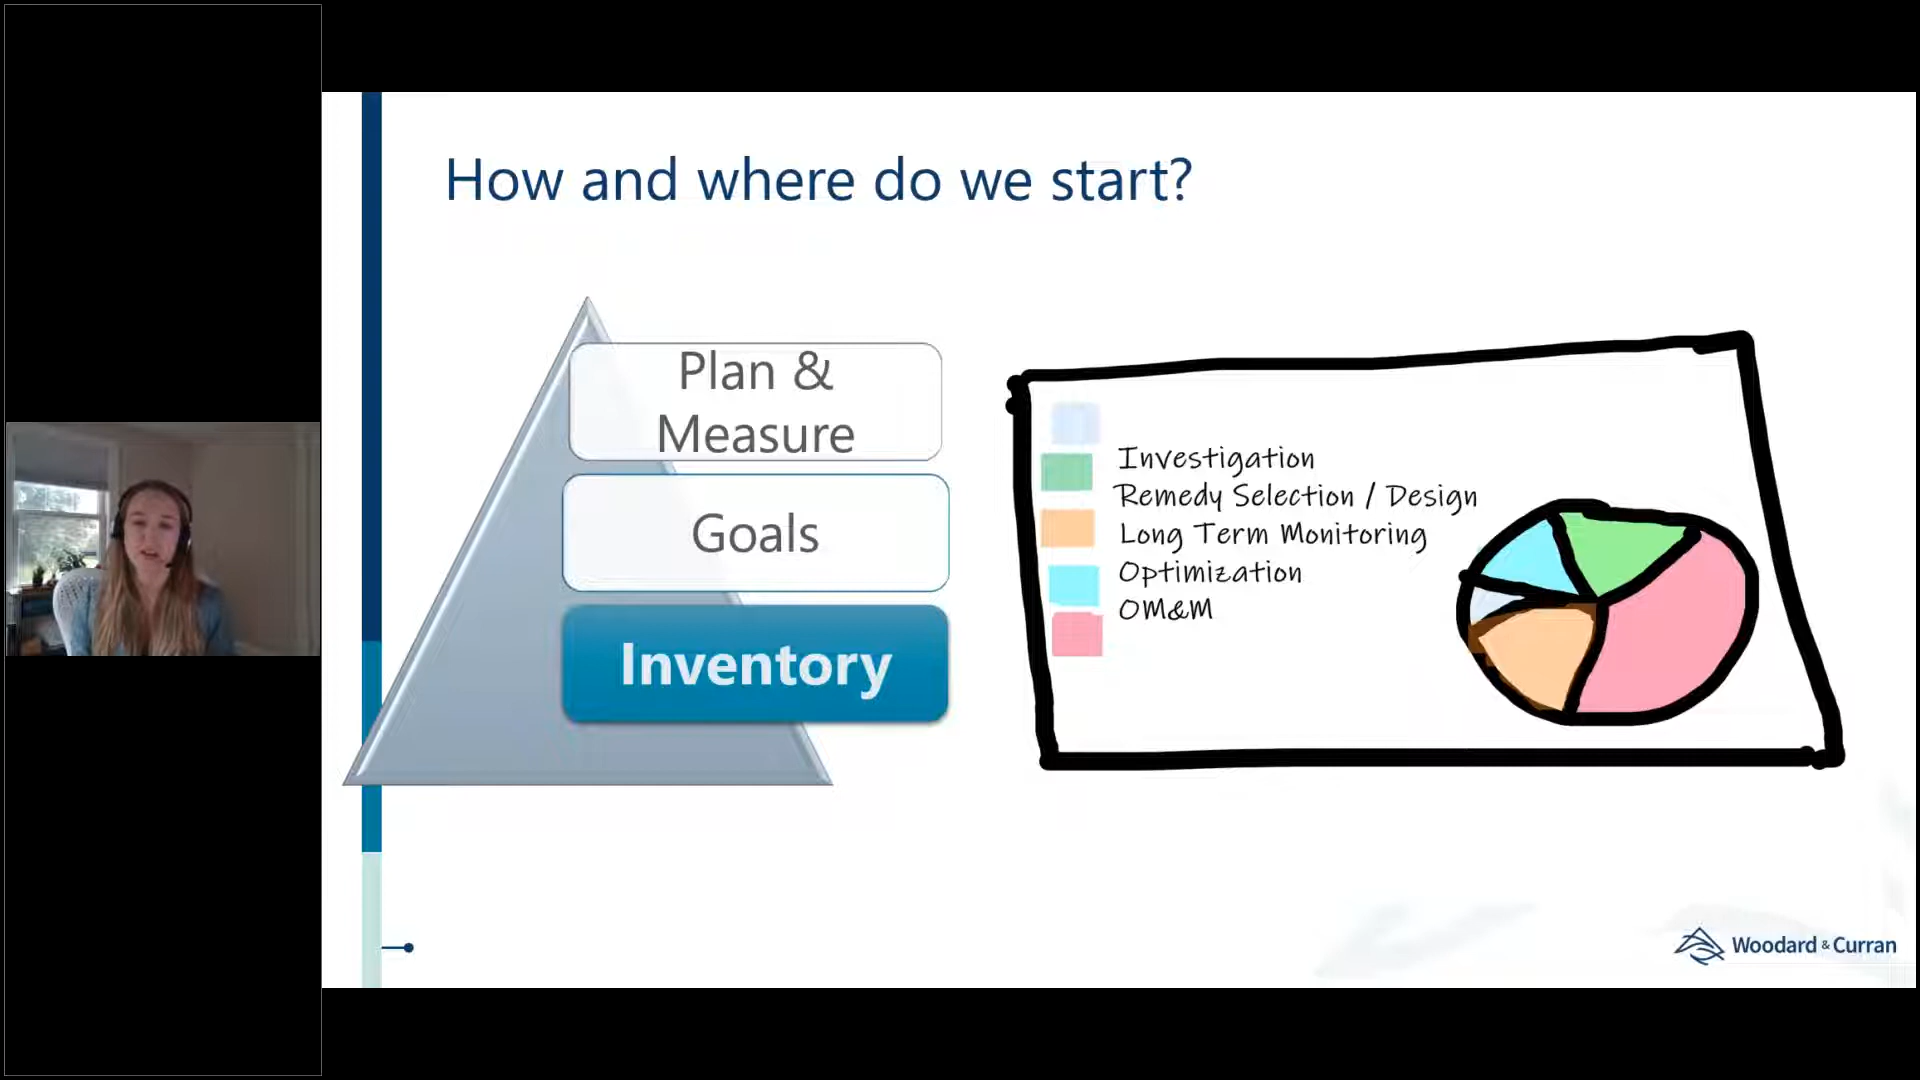 How and where do we start?
Plan &
Measure
Goals
Inventory
Investigation
Remedy Selection / Design
Long Term Monitoring
Optimization
OM&M
Woodard & Curran